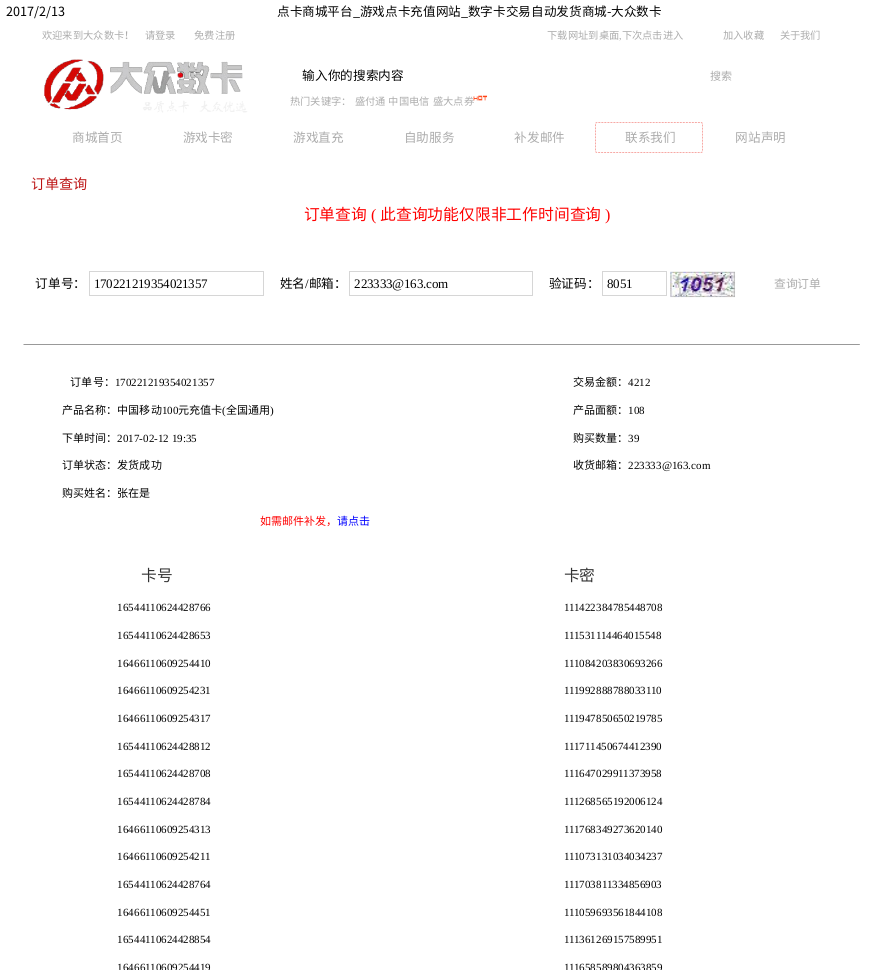 2017/2/13 点卡商城平台_游戏点卡充值网站_数字卡交易自动发货商城-大众数卡
欢迎来到大众数卡! 请登录 免费注册 下载网址到桌面,下次点击进入 加入收藏 关于我们
大众数卡
品家点卡 大众优选
输入你的搜索内容 搜索
热门关键字: 盛付通 中国电信 盛大点券 HOT
商城首页 游戏卡密 游戏直充 自助服务 补发邮件 联系我们 网站声明
订单查询
订单查询 ( 此查询功能仅限非工作时间查询 )
订单号: 170221219354021357 姓名/邮箱: 223333@163.com 验证码: 8051 1051 查询订单
订单号: 170221219354021357 交易金额: 4212
产品名称: 中国移动100元充值卡(全国通用) 产品面额: 108
下单时间: 2017-02-12 19:35 购买数量: 39
订单状态: 发货成功 收货邮箱: 223333@163.com
购买姓名: 张在是
如需邮件补发，请点击
卡号 卡密
16544110624428766 111422384785448708
16544110624428653 111531114464015548
16466110609254410 111084203830693266
16466110609254231 111992888788033110
16466110609254317 111947850650219785
16544110624428812 111711450674412390
16544110624428708 111647029911373958
16544110624428784 111268565192006124
16466110609254313 111768349273620140
16466110609254211 111073131034034237
16544110624428764 111703811334856903
16466110609254451 111059693561844108
16544110624428854 111361269157589951
16466110609254419 111658589804363859